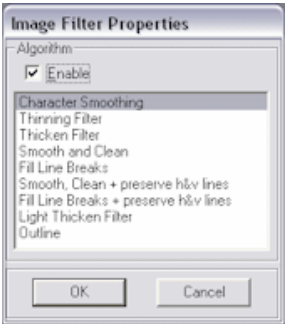 Image Filter Properties
Algorithm
Enable
Character Smoothing
Thinning Filter
Thicken Filter
Smooth and Clean
Fill Line Breaks
Smooth, Clean + preserve h&v lines
Fill Line Breaks + preserve h&v lines
Light Thicken Filter
Outline
OK
Cancel